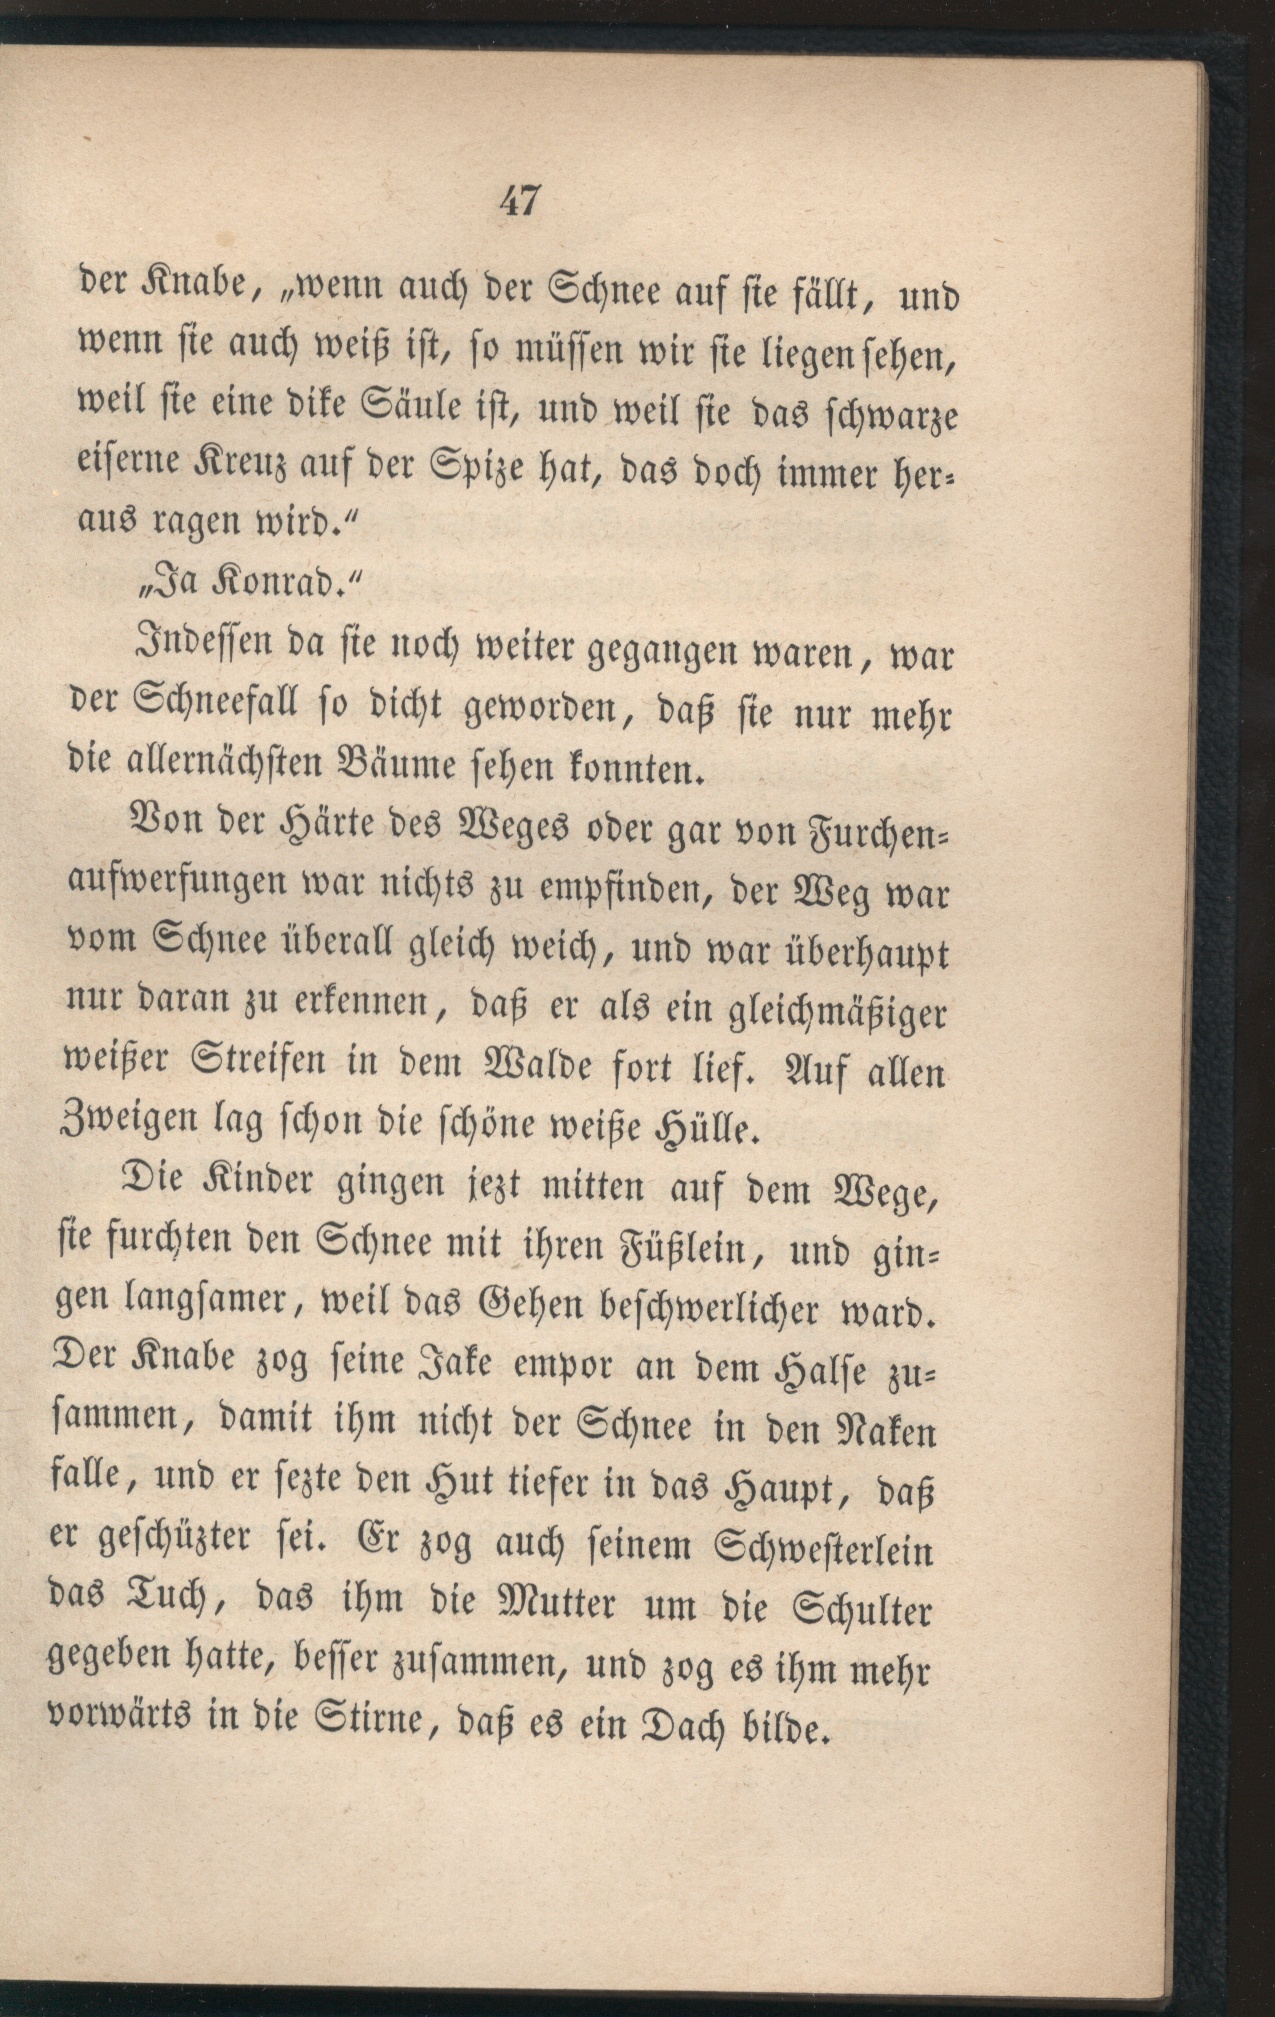 47
der Knabe, „wenn auch der Schnee auf sie fällt, und
wenn sie auch weiß ist, so müssen wir sie liegen sehen,
weil sie eine dike Säule ist, und weil sie das schwarze
eiserne Kreuz auf der Spize hat, das doch immer her-
aus ragen wird.“
„Ja Konrad.“
Indessen da sie noch weiter gegangen waren, war
der Schneefall so dicht geworden, daß sie nur mehr
die allernächsten Bäume sehen konnten.
Von der Härte des Weges oder gar von Furchen-
aufwerfungen war nichts zu empfinden, der Weg war
vom Schnee überall gleich weich, und war überhaupt
nur daran zu erkennen, daß er als ein gleichmäßiger
weißer Streifen in dem Walde fort lief. Auf allen
Zweigen lag schon die schöne weiße Hülle.
Die Kinder gingen jezt mitten auf dem Wege,
sie furchten den Schnee mit ihren Füßlein, und gin-
gen langsamer, weil das Gehen beschwerlicher ward.
Der Knabe zog seine Jake empor an dem Halse zu-
sammen, damit ihm nicht der Schnee in den Naken
falle, und er sezte den Hut tiefer in das Haupt, daß
er geschüzter sei. Er zog auch seinem Schwesterlein
das Tuch, das ihm die Mutter um die Schulter
gegeben hatte, besser zusammen, und zog es ihm mehr
vorwärts in die Stirne, daß es ein Dach bilde.